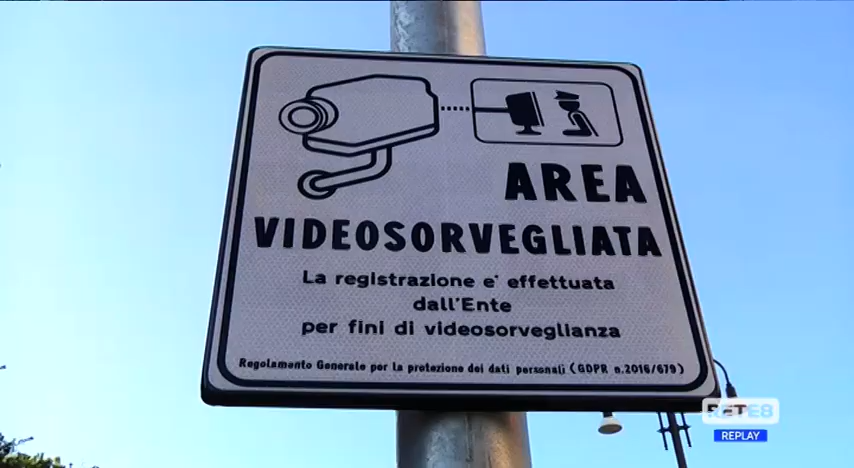 AREA
VIDEOSORVEGLIATA
La registrazione e' effettuata
dall'Ente
per fini di videosorveglianza
Regolamento Generale per la protezione dei dati personali (GDPR n.2016/679)
RETE8
REPLAY